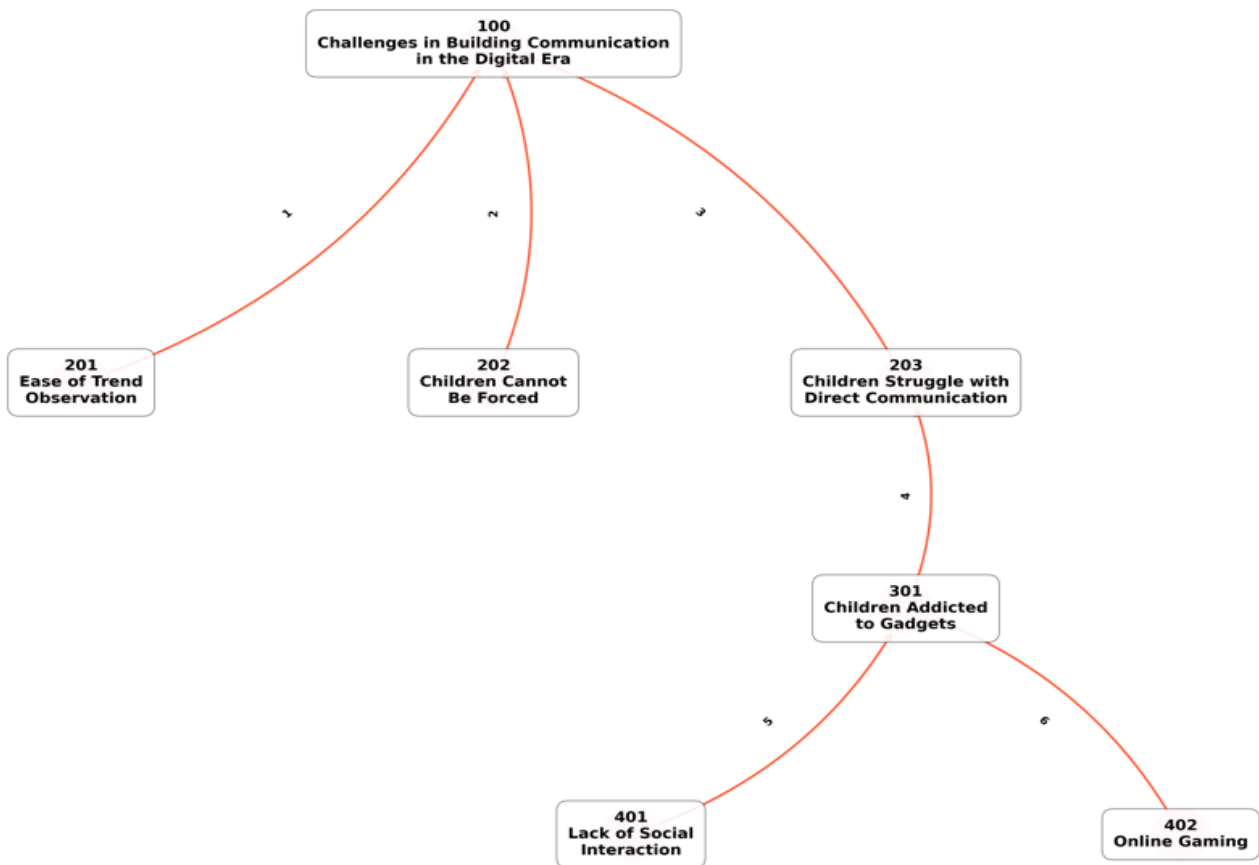 100
Challenges in Building Communication
in the Digital Era
1
2
3
201
Ease of Trend
Observation
202
Children Cannot
Be Forced
203
Children Struggle with
Direct Communication
4
301
Children Addicted
to Gadgets
5
6
401
Lack of Social
Interaction
402
Online Gaming